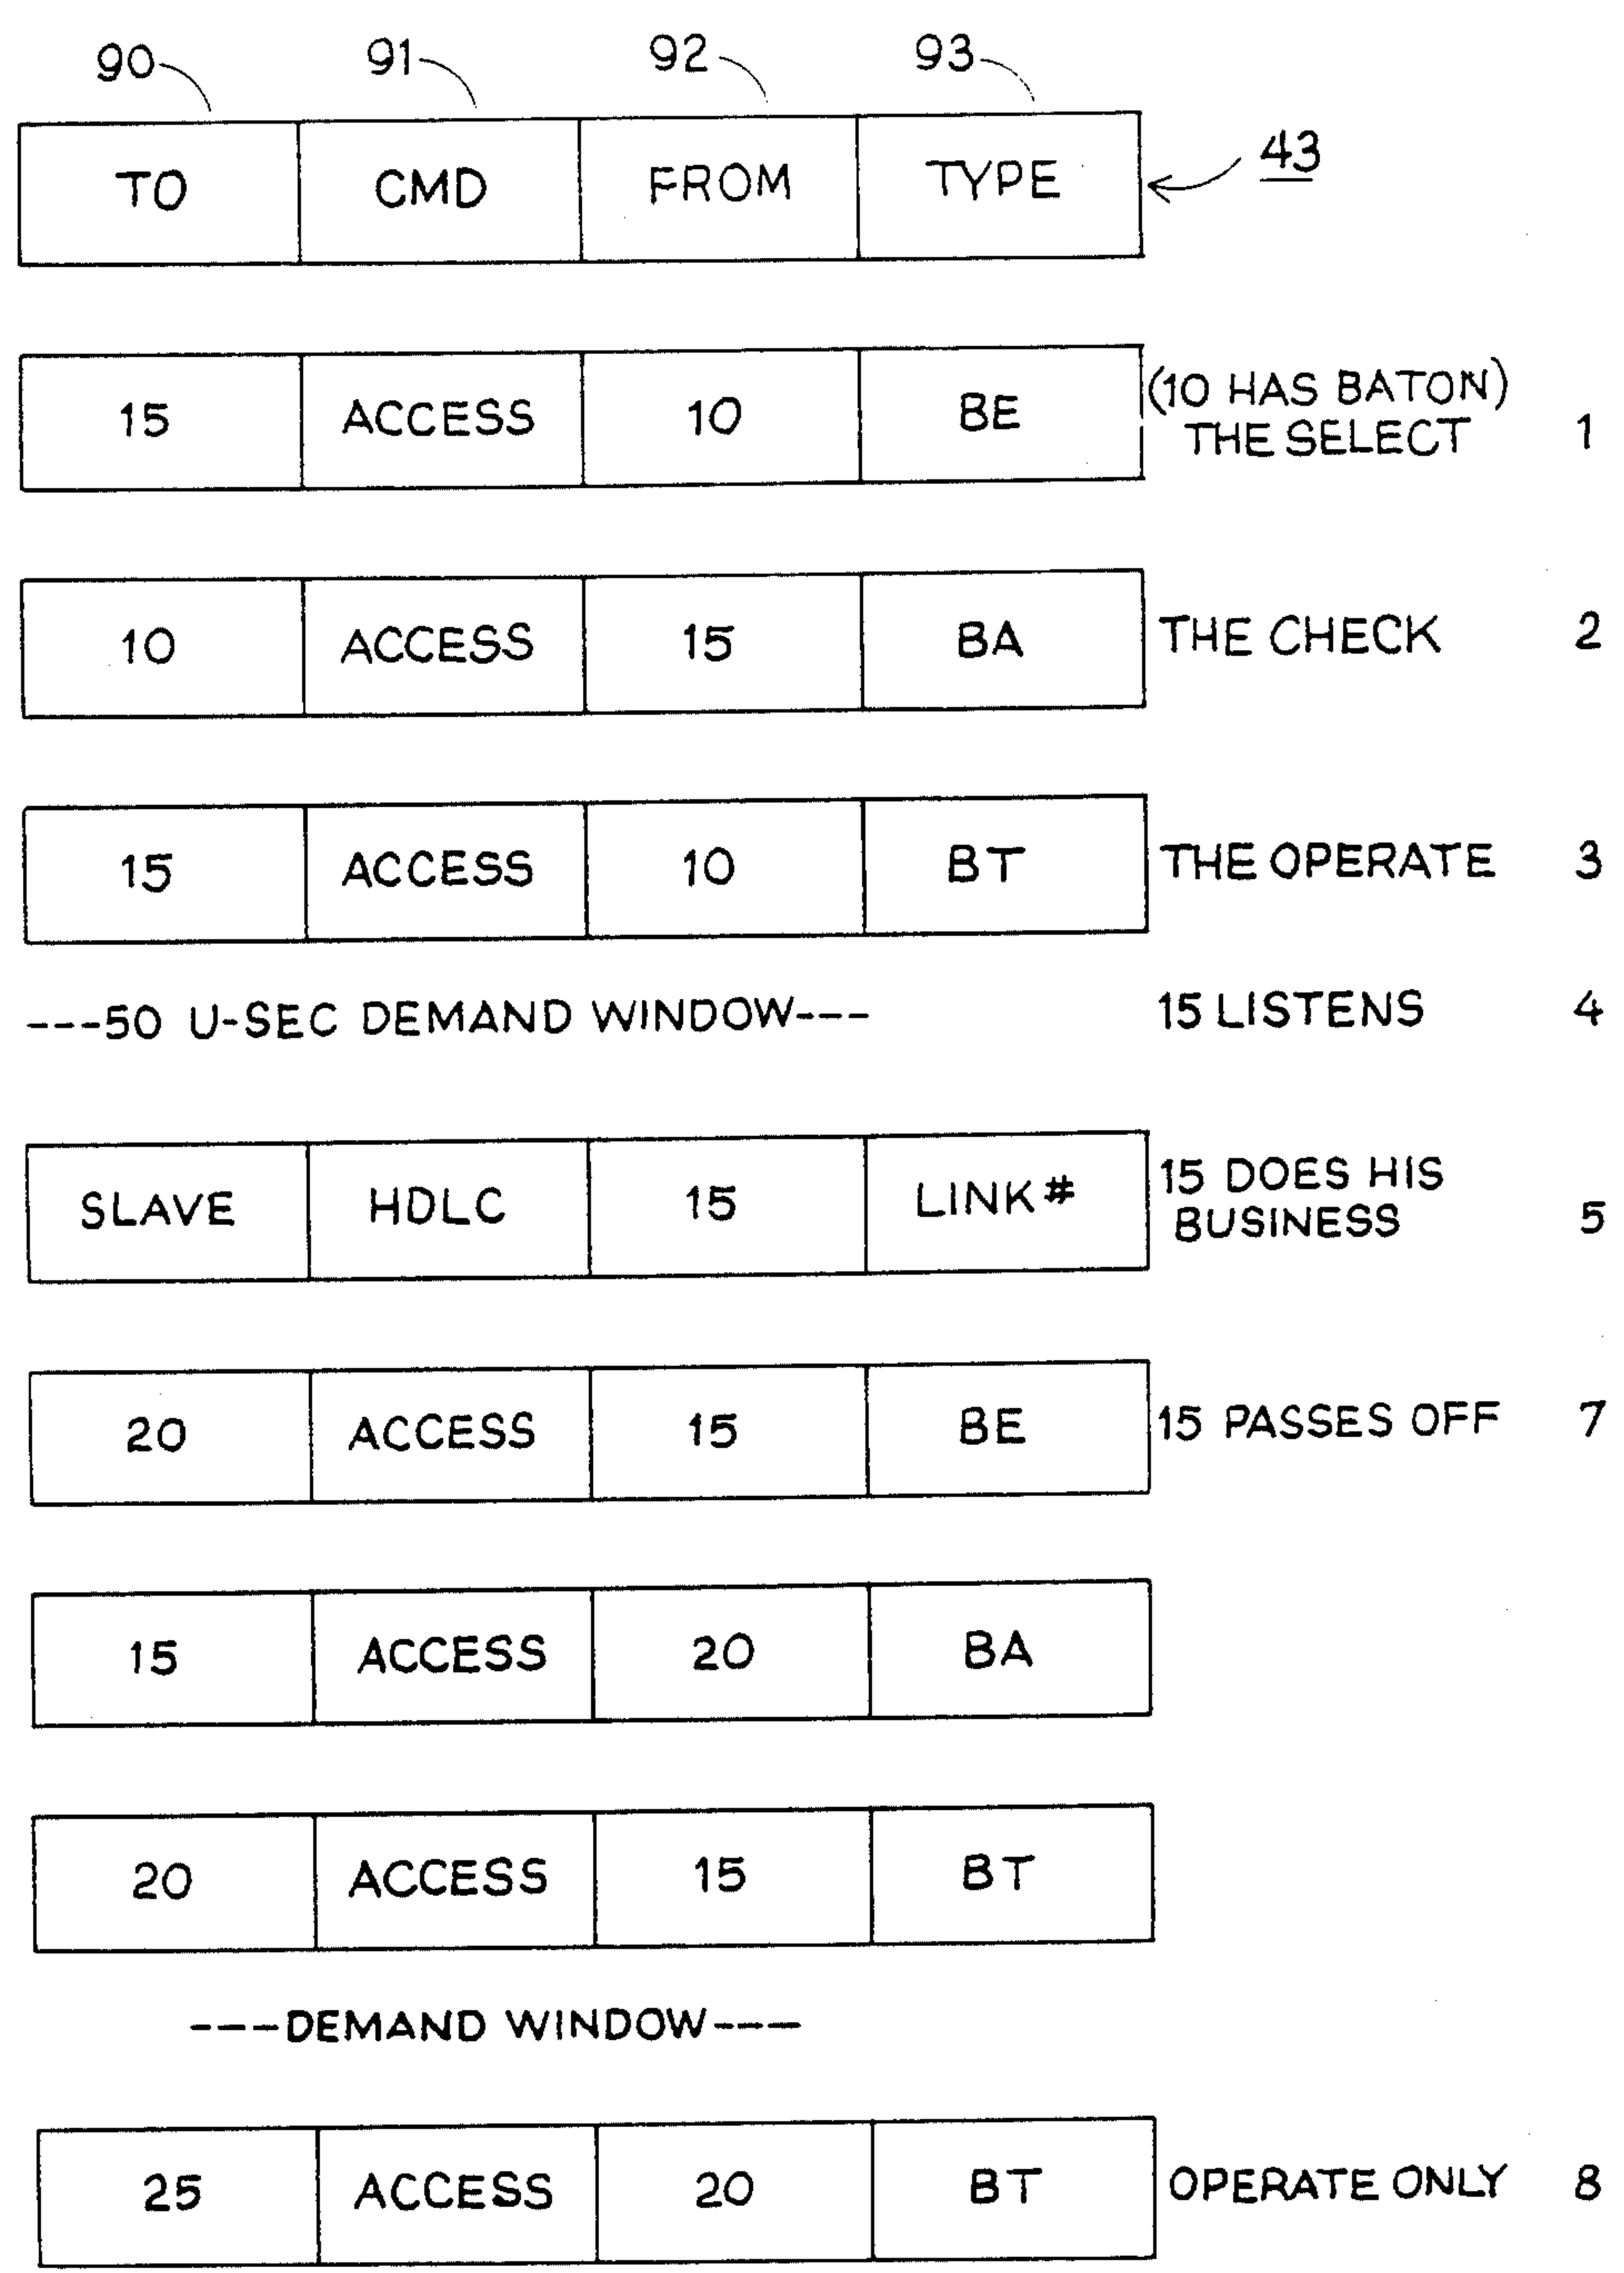 90 91 92 93
TO CMD FROM TYPE 43
15 ACCESS 10 BE (10 HAS BATON)
THE SELECT 1
10 ACCESS 15 BA THE CHECK 2
15 ACCESS 10 BT THE OPERATE 3
---50 U-SEC DEMAND WINDOW--- 15 LISTENS 4
SLAVE HDLC 15 LINK# 15 DOES HIS
BUSINESS 5
20 ACCESS 15 BE 15 PASSES OFF 7
15 ACCESS 20 BA
20 ACCESS 15 BT
----DEMAND WINDOW---
25 ACCESS 20 BT OPERATE ONLY 8